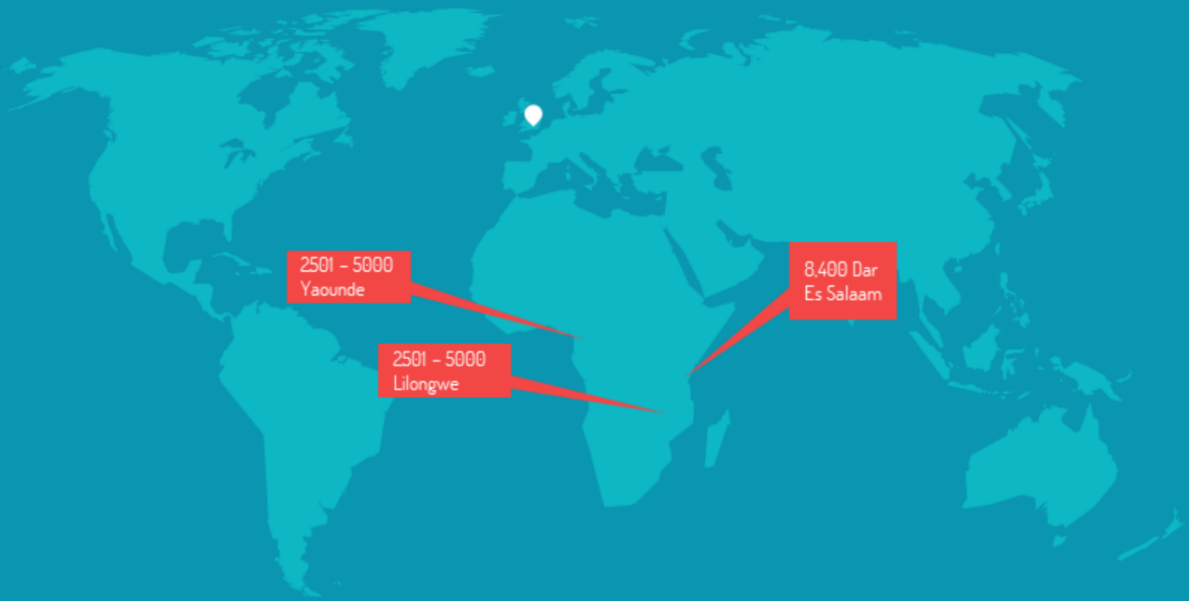 2501 – 5000
Yaounde
2501 – 5000
Lilongwe
8,400 Dar
Es Salaam